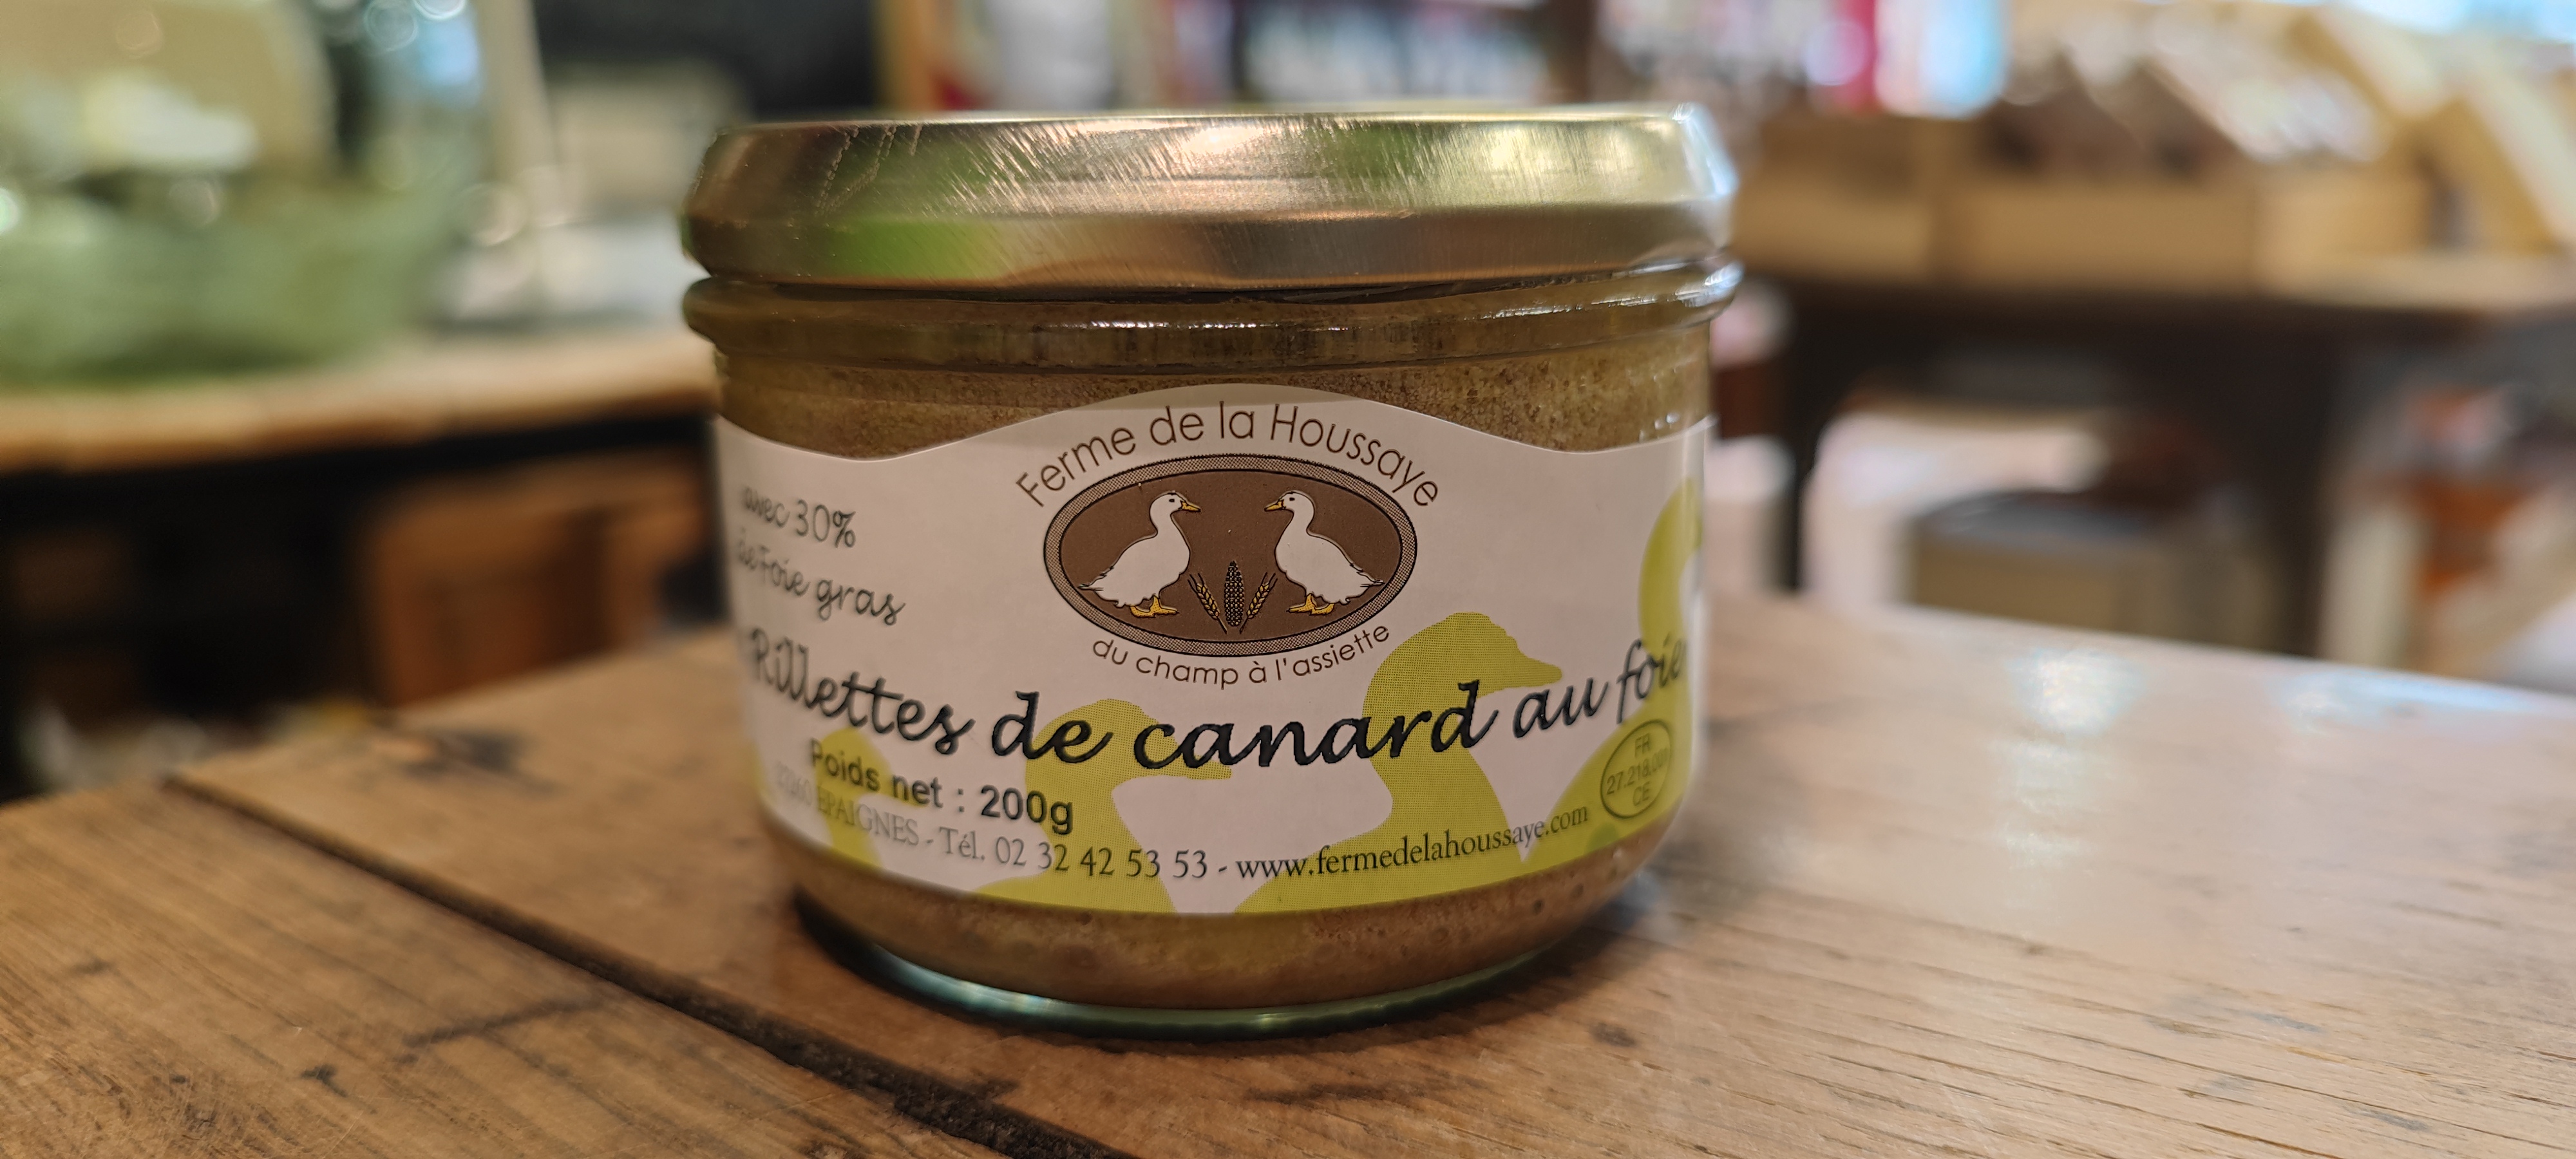 Ferme de la Houssaye
du champ à l'assiette
avec 30%
de Foie gras
Rillettes de canard au foie
Poids net : 200g
EPAIGNES - Tél. 02 32 42 53 53 - www.fermedelahoussaye.com
FR
CE